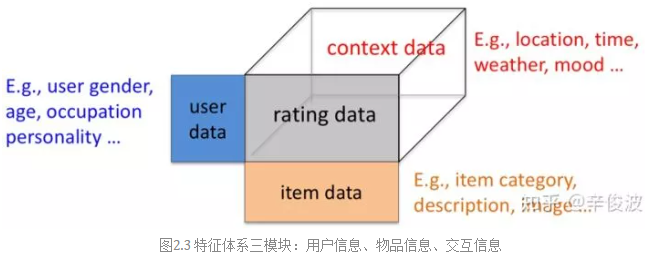 context data
E.g., location, time,
weather, mood ...
E.g., user gender,
age, occupation
personality ...
user
data
rating data
item data
E.g., item category,
description, image ...
知乎 @辛俊波
图2.3 特征体系三模块：用户信息、物品信息、交互信息